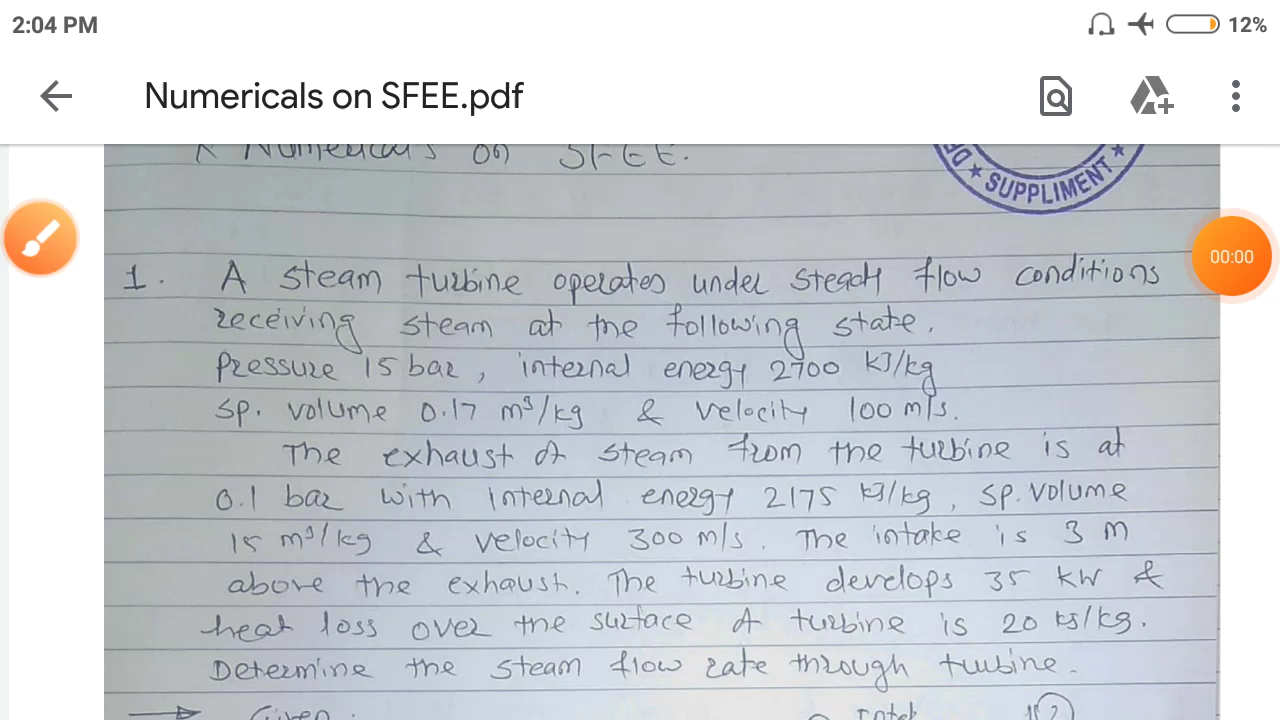 2:04 PM
12%
Numericals on SFEE.pdf
Numericals on SFEE.
SUPPLIMENT
00:00
1. A steam turbine operates under steady flow conditions
receiving steam at the following state.
Pressure 15 bar, internal energy 2700 kJ/kg
sp. volume 0.17 m³/kg & velocity 100 m/s.
The exhaust of steam from the turbine is at
0.1 bar with internal energy 2175 kJ/kg, sp. volume
15 m³/kg & velocity 300 m/s. The intake is 3 m
above the exhaust. The turbine develops 35 kW &
heat loss over the surface of turbine is 20 kJ/kg.
Determine the steam flow rate through turbine.
Given